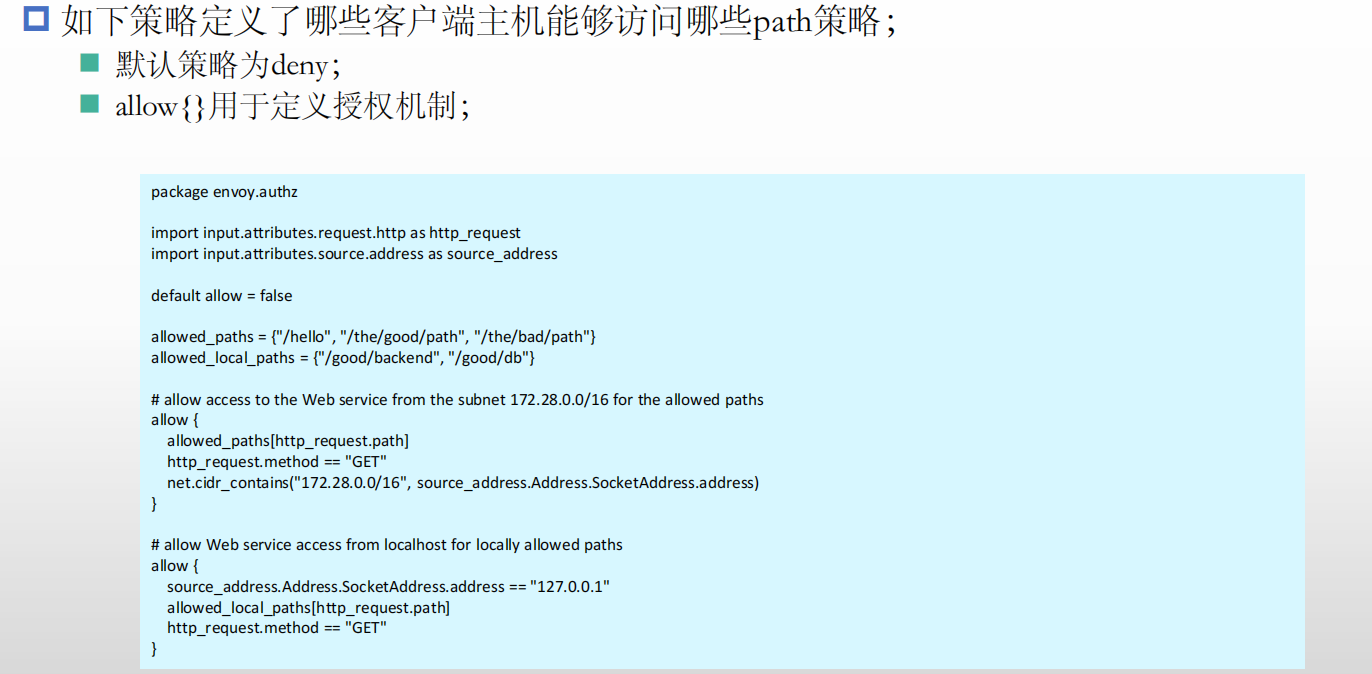 如下策略定义了哪些客户端主机能够访问哪些path策略；
默认策略为deny；
allow{}用于定义授权机制；
package envoy.authz
import input.attributes.request.http as http_request
import input.attributes.source.address as source_address
default allow = false
allowed_paths = {"/hello", "/the/good/path", "/the/bad/path"}
allowed_local_paths = {"/good/backend", "/good/db"}
# allow access to the Web service from the subnet 172.28.0.0/16 for the allowed paths
allow {
allowed_paths[http_request.path]
http_request.method == "GET"
net.cidr_contains("172.28.0.0/16", source_address.Address.SocketAddress.address)
}
# allow Web service access from localhost for locally allowed paths
allow {
source_address.Address.SocketAddress.address == "127.0.0.1"
allowed_local_paths[http_request.path]
http_request.method == "GET"
}